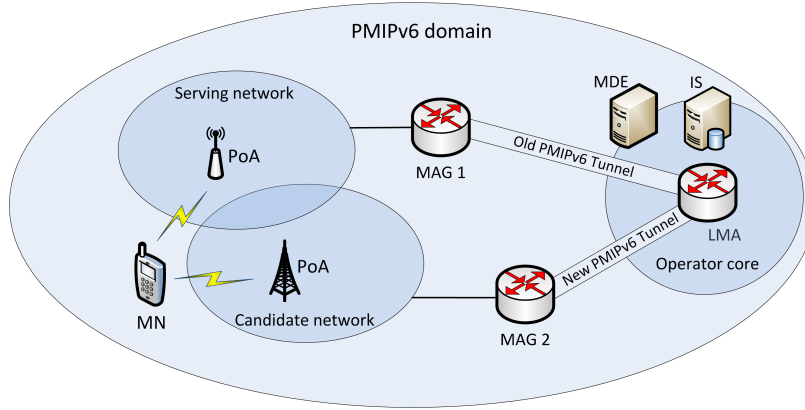 PMIPv6 domain
MDE
IS
Serving network
PoA
MAG 1
Old PMIPv6 Tunnel
LMA
New PMIPv6 Tunnel
Operator core
PoA
MN
Candidate network
MAG 2